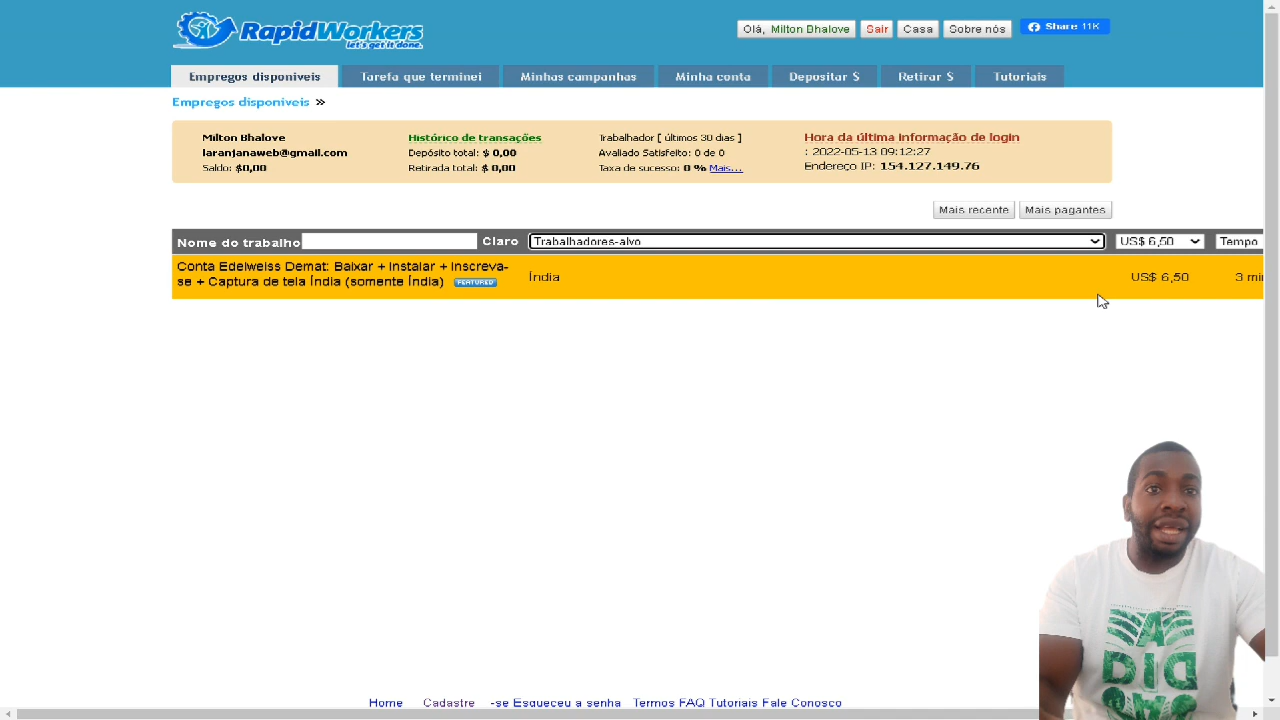 RapidWorkers
let's get it done.
Olá, Milton Bhalove
Sair
Casa
Sobre nós
Share 11K
Empregos disponíveis
Tarefa que terminei
Minhas campanhas
Minha conta
Depositar $
Retirar $
Tutoriais
Empregos disponíveis »
Milton Bhalove
laranjanaweb@gmail.com
Saldo: $0,00
Histórico de transações
Depósito total: $ 0,00
Retirada total: $ 0,00
Trabalhador [ últimos 30 dias ]
Avaliado Satisfeito: 0 de 0
Taxa de sucesso: 0 % Mais...
Hora da última informação de login
: 2022-05-13 09:12:27
Endereço IP: 154.127.149.76
Mais recente
Mais pagantes
Nome do trabalho
Claro
Trabalhadores-alvo
US$ 6,50
Tempo
Conta Edelweiss Demat: Baixar + Instalar + Inscreva-
se + Captura de tela Índia (somente Índia) FEATURED
Índia
US$ 6,50
3 min
Home Cadastre -se Esqueceu a senha Termos FAQ Tutoriais Fale Conosco